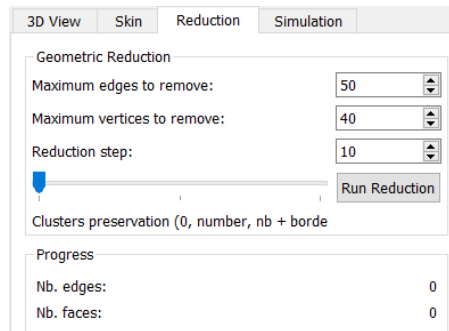 3D View Skin Reduction Simulation
Geometric Reduction
Maximum edges to remove: 50
Maximum vertices to remove: 40
Reduction step: 10
Run Reduction
Clusters preservation (0, number, nb + borde
Progress
Nb. edges: 0
Nb. faces: 0